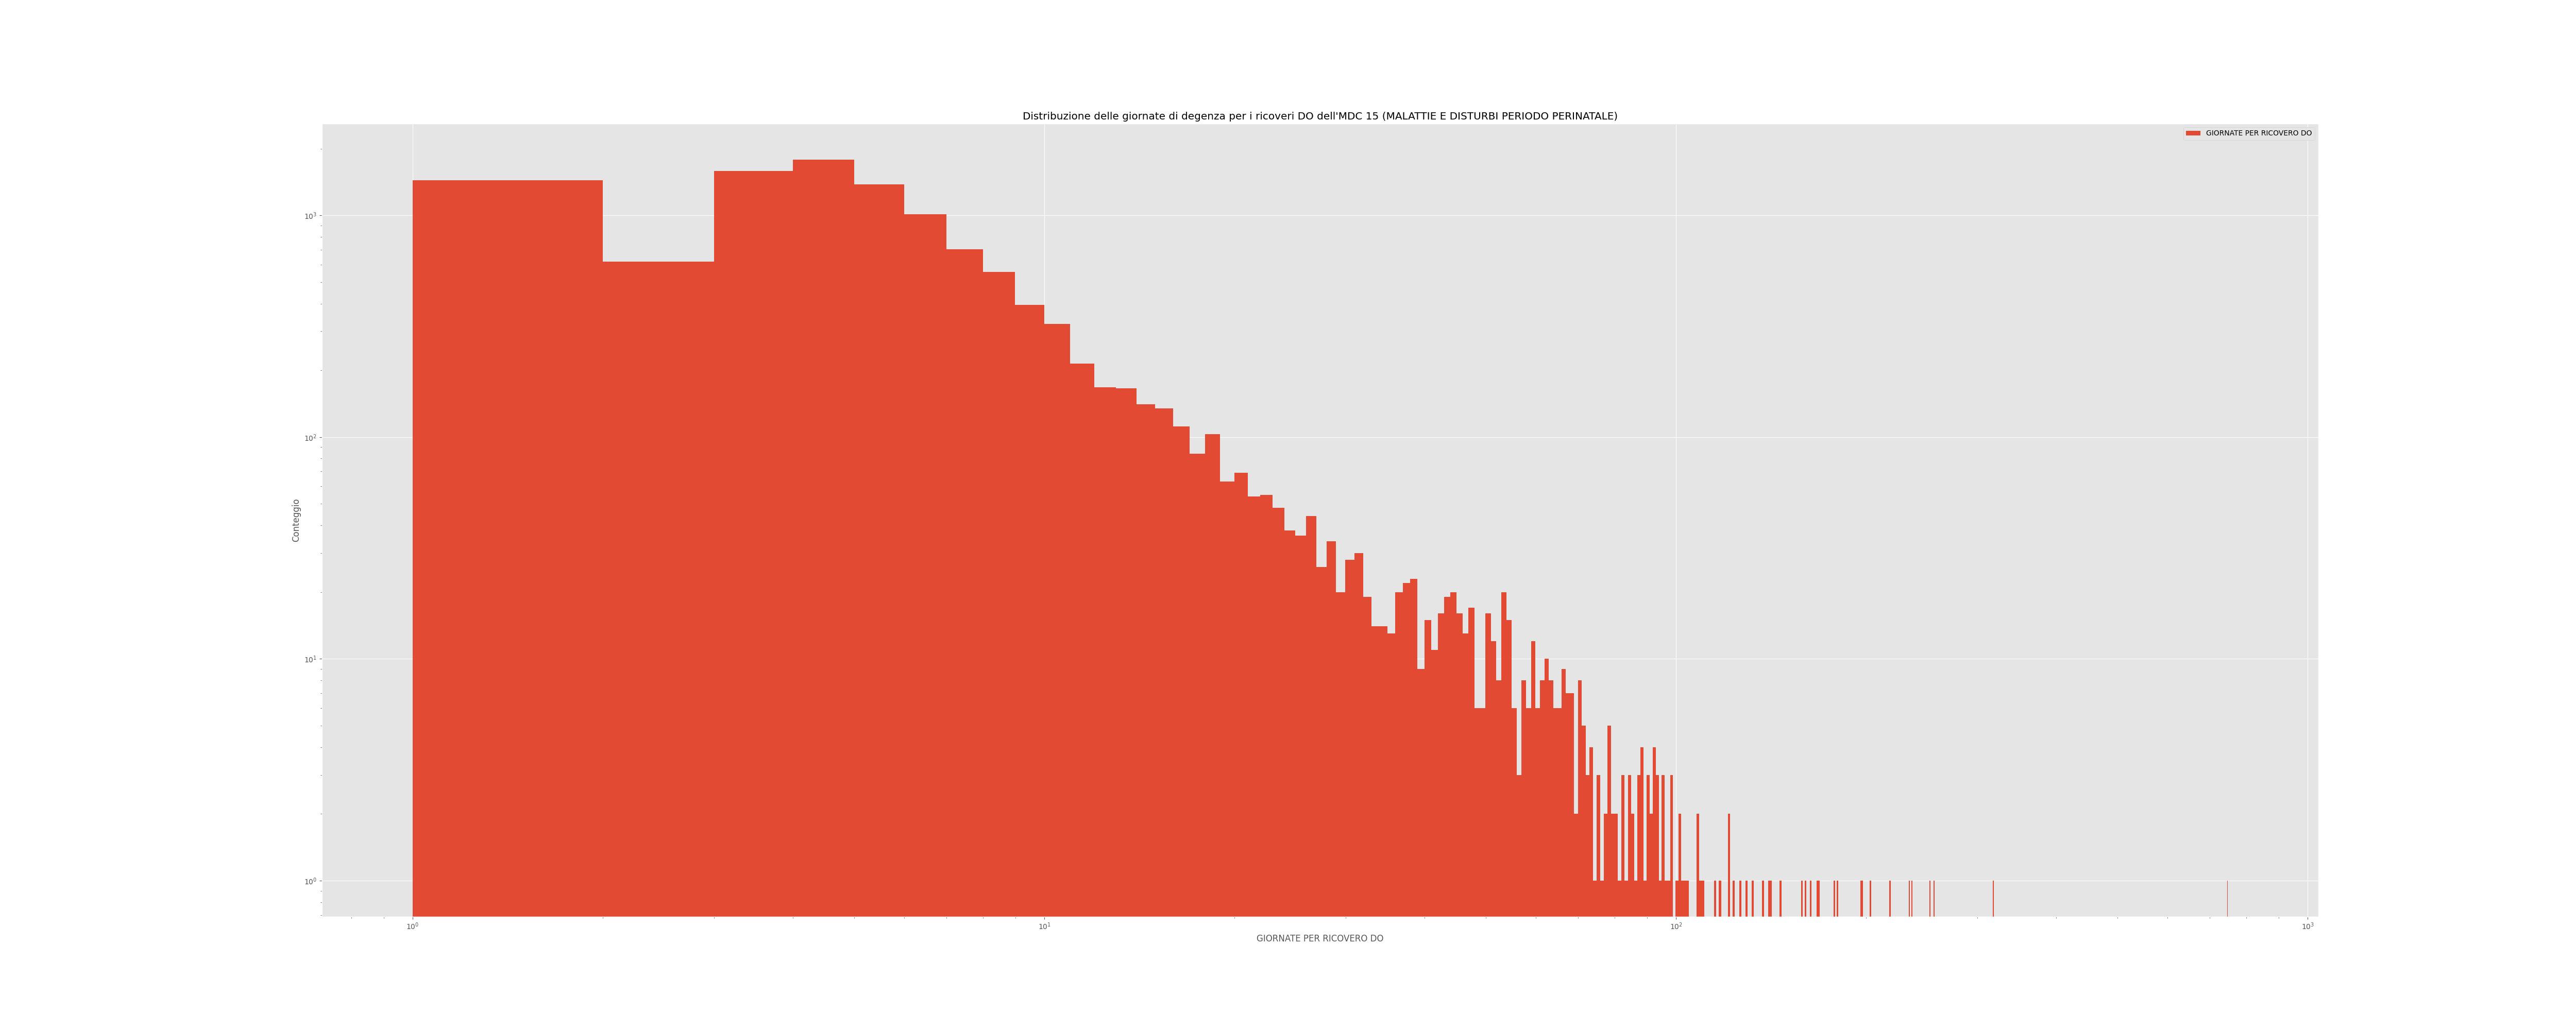 Distribuzione delle giornate di degenza per i ricoveri DO dell'MDC 15 (MALATTIE E DISTURBI PERIODO PERINATALE)
GIORNATE PER RICOVERO DO
10³
10²
10¹
10⁰
Conteggio
10⁰ 10¹ 10² 10³
GIORNATE PER RICOVERO DO